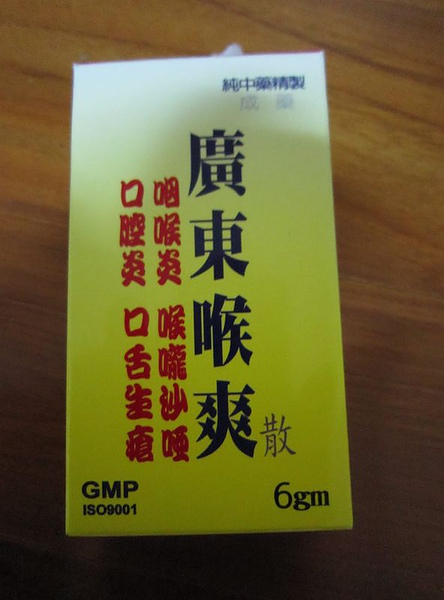 純中藥精製
成藥
廣東喉爽散
咽喉炎 喉嚨沙啞
口腔炎 口舌生瘡
GMP
ISO9001
6gm